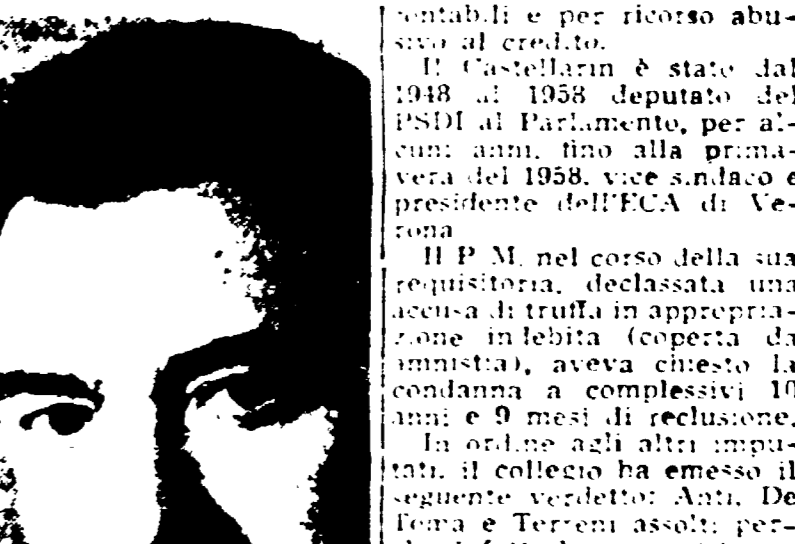 contabili e per ricorso abu-
sivo al credito.
Il Castellarin è stato dal
1948 al 1958 deputato del
PSDI al Parlamento, per al-
cuni anni, fino alla prima-
vera del 1958, vice sindaco e
presidente dell'ECA di Ve-
rona
Il P. M. nel corso della sua
requisitoria, declassata una
accusa di truffa in appropria-
zione indebita (coperta da
amnistia), aveva chiesto la
condanna a complessivi 10
anni e 9 mesi di reclusione.
In ordine agli altri impu-
tati, il collegio ha emesso il
seguente verdetto: Anti, De
Toma e Terreni assolti per-